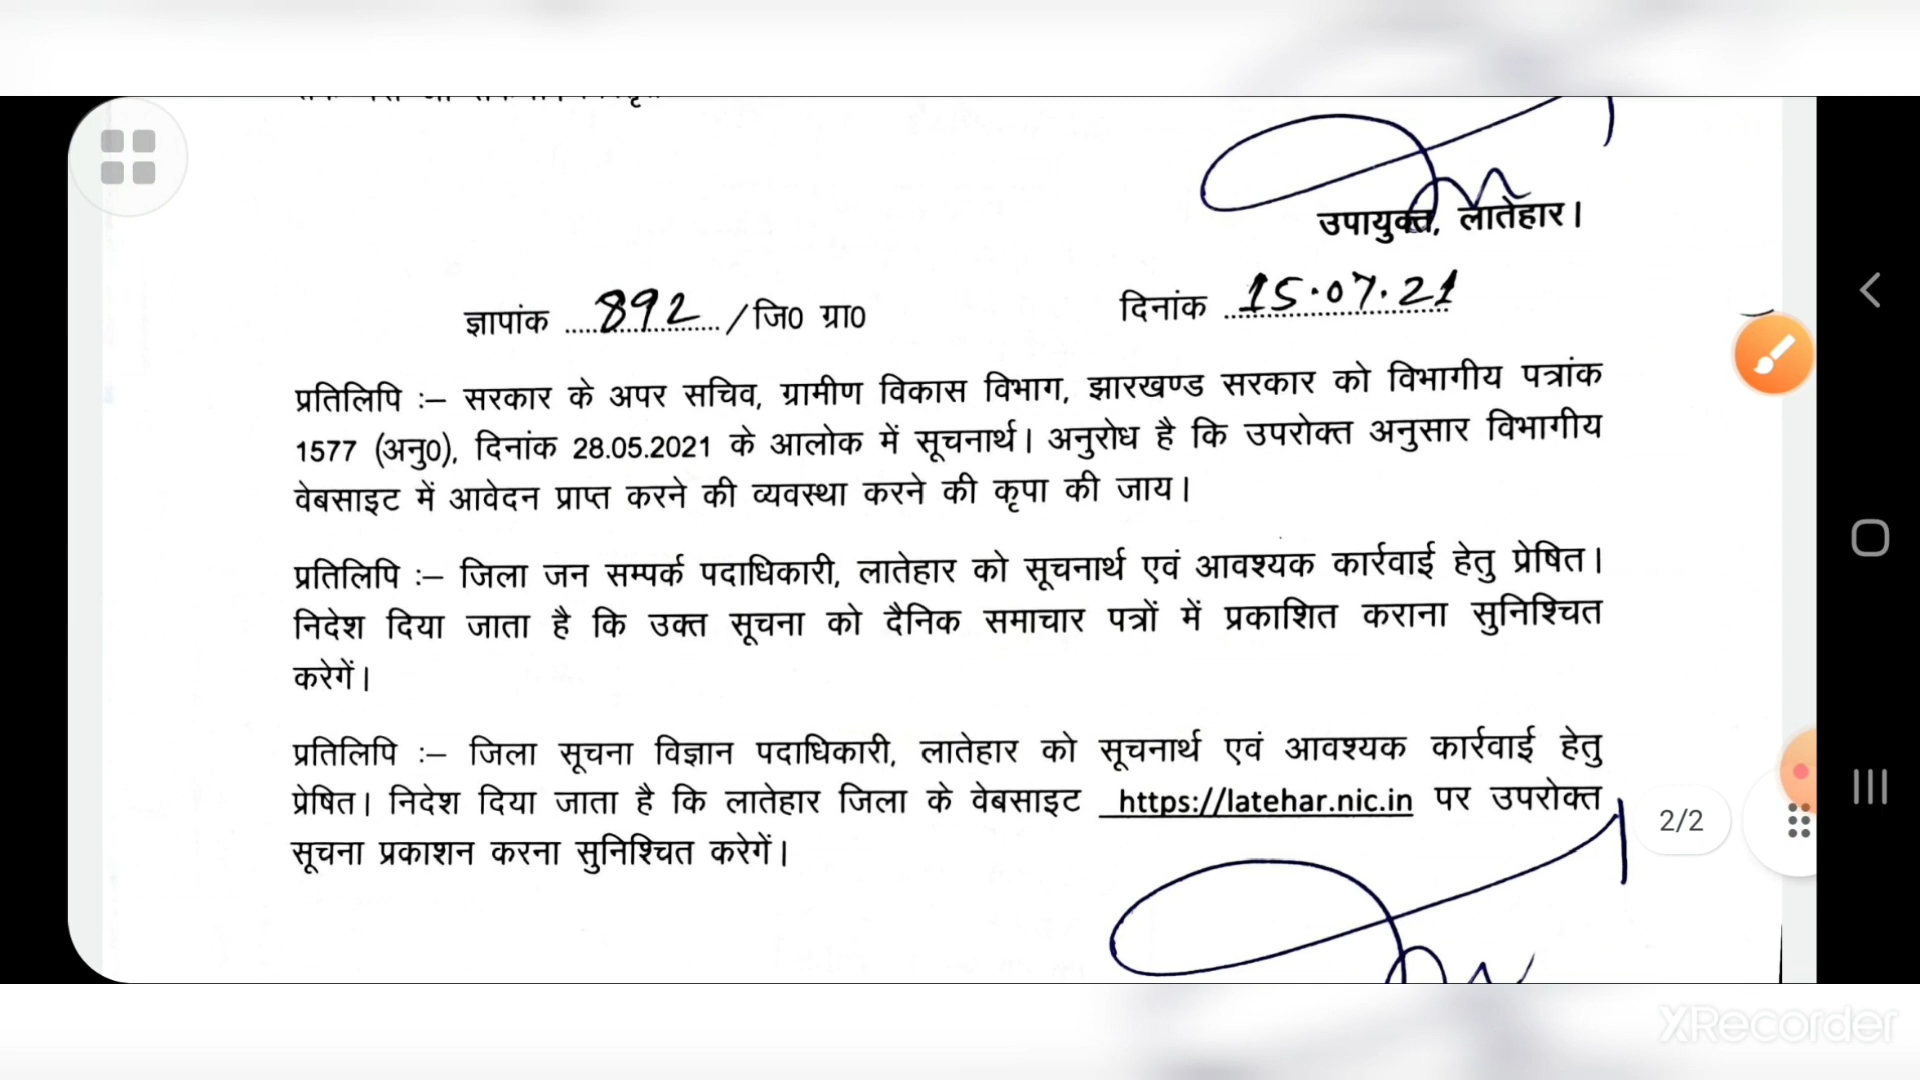 उपायुक्त, लातेहार।
ज्ञापांक ....892..../जि0 ग्रा0 दिनांक ....15.07.21....
प्रतिलिपि :– सरकार के अपर सचिव, ग्रामीण विकास विभाग, झारखण्ड सरकार को विभागीय पत्रांक
1577 (अनु0), दिनांक 28.05.2021 के आलोक में सूचनार्थ। अनुरोध है कि उपरोक्त अनुसार विभागीय
वेबसाइट में आवेदन प्राप्त करने की व्यवस्था करने की कृपा की जाय।
प्रतिलिपि :– जिला जन सम्पर्क पदाधिकारी, लातेहार को सूचनार्थ एवं आवश्यक कार्रवाई हेतु प्रेषित।
निदेश दिया जाता है कि उक्त सूचना को दैनिक समाचार पत्रों में प्रकाशित कराना सुनिश्चित
करेगें।
प्रतिलिपि :– जिला सूचना विज्ञान पदाधिकारी, लातेहार को सूचनार्थ एवं आवश्यक कार्रवाई हेतु
प्रेषित। निदेश दिया जाता है कि लातेहार जिला के वेबसाइट https://latehar.nic.in पर उपरोक्त
सूचना प्रकाशन करना सुनिश्चित करेगें।
2/2
XRecorder